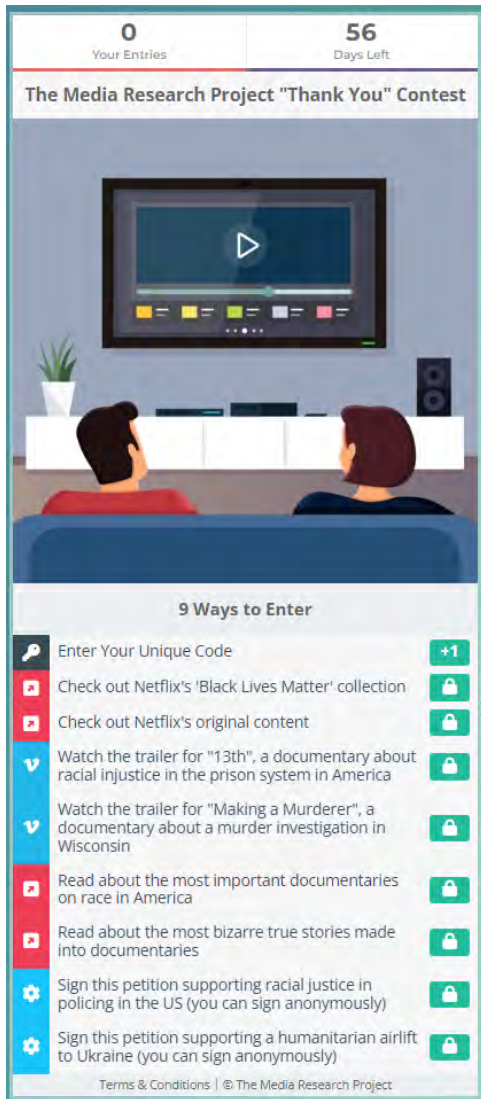 0
Your Entries
56
Days Left
The Media Research Project "Thank You" Contest
9 Ways to Enter
Enter Your Unique Code
+1
Check out Netflix's 'Black Lives Matter' collection
Check out Netflix's original content
Watch the trailer for "13th", a documentary about
racial injustice in the prison system in America
Watch the trailer for "Making a Murderer", a
documentary about a murder investigation in
Wisconsin
Read about the most important documentaries
on race in America
Read about the most bizarre true stories made
into documentaries
Sign this petition supporting racial justice in
policing in the US (you can sign anonymously)
Sign this petition supporting a humanitarian airlift
to Ukraine (you can sign anonymously)
Terms & Conditions | © The Media Research Project